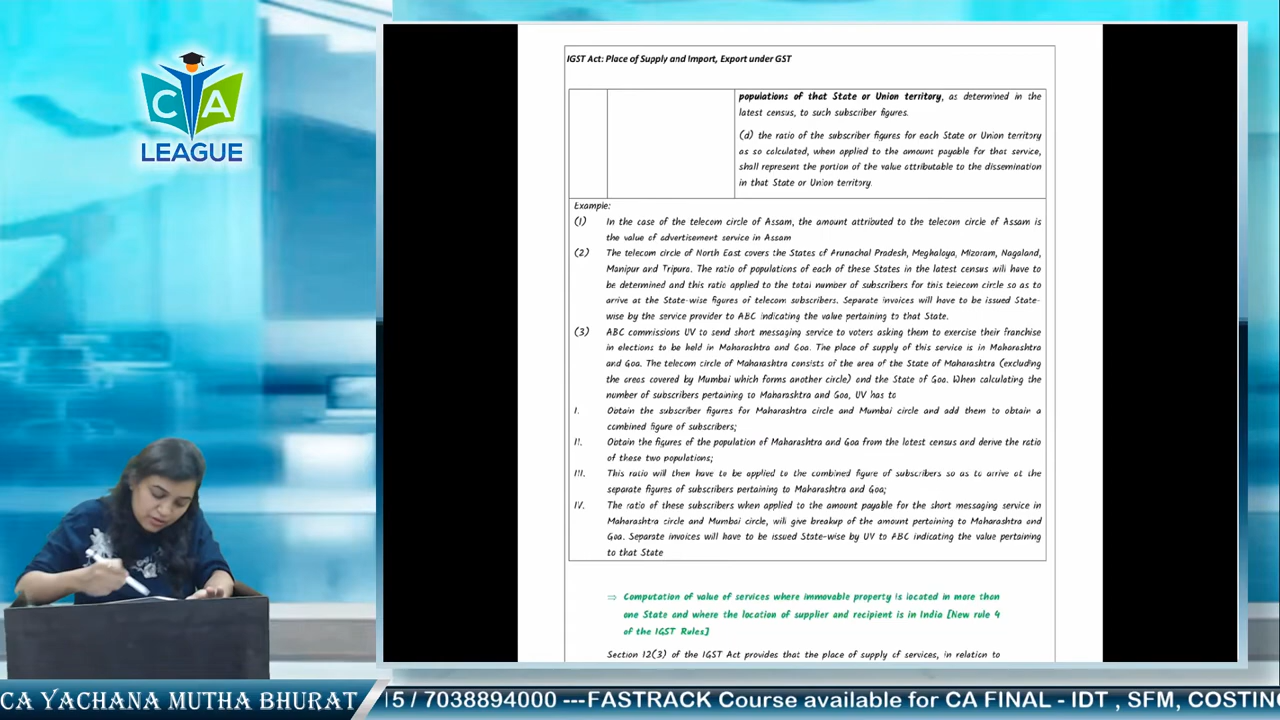 CA
LEAGUE
IGST Act: Place of Supply and Import, Export under GST
populations of that State or Union territory, as determined in the
latest census, to such subscriber figures.
(d) the ratio of the subscriber figures for each State or Union territory
as so calculated, when applied to the amount payable for that service,
shall represent the portion of the value attributable to the dissemination
in that State or Union territory.
Example:
(1) In the case of the telecom circle of Assam, the amount attributed to the telecom circle of Assam is
the value of advertisement service in Assam
(2) The telecom circle of North East covers the States of Arunachal Pradesh, Meghalaya, Mizoram, Nagaland,
Manipur and Tripura. The ratio of populations of each of these States in the latest census will have to
be determined and this ratio applied to the total number of subscribers for this telecom circle so as to
arrive at the State-wise figures of telecom subscribers. Separate invoices will have to be issued State-
wise by the service provider to ABC indicating the value pertaining to that State.
(3) ABC commissions UV to send short messaging service to voters asking them to exercise their franchise
in elections to be held in Maharashtra and Goa. The place of supply of this service is in Maharashtra
and Goa. The telecom circle of Maharashtra consists of the area of the State of Maharashtra (excluding
the areas covered by Mumbai which forms another circle) and the State of Goa. When calculating the
number of subscribers pertaining to Maharashtra and Goa, UV has to
I. Obtain the subscriber figures for Maharashtra circle and Mumbai circle and add them to obtain a
combined figure of subscribers;
II. Obtain the figures of the population of Maharashtra and Goa from the latest census and derive the ratio
of these two populations;
III. This ratio will then have to be applied to the combined figure of subscribers so as to arrive at the
separate figures of subscribers pertaining to Maharashtra and Goa;
IV. The ratio of these subscribers when applied to the amount payable for the short messaging service in
Maharashtra circle and Mumbai circle, will give breakup of the amount pertaining to Maharashtra and
Goa. Separate invoices will have to be issued State-wise by UV to ABC indicating the value pertaining
to that State
⇒ Computation of value of services where immovable property is located in more than
one State and where the location of supplier and recipient is in India [New rule 4
of the IGST Rules]
Section 12(3) of the IGST Act provides that the place of supply of services, in relation to
CA YACHANA MUTHA BHURAT
15 / 7038894000 ---FASTRACK Course available for CA FINAL - IDT , SFM, COSTING